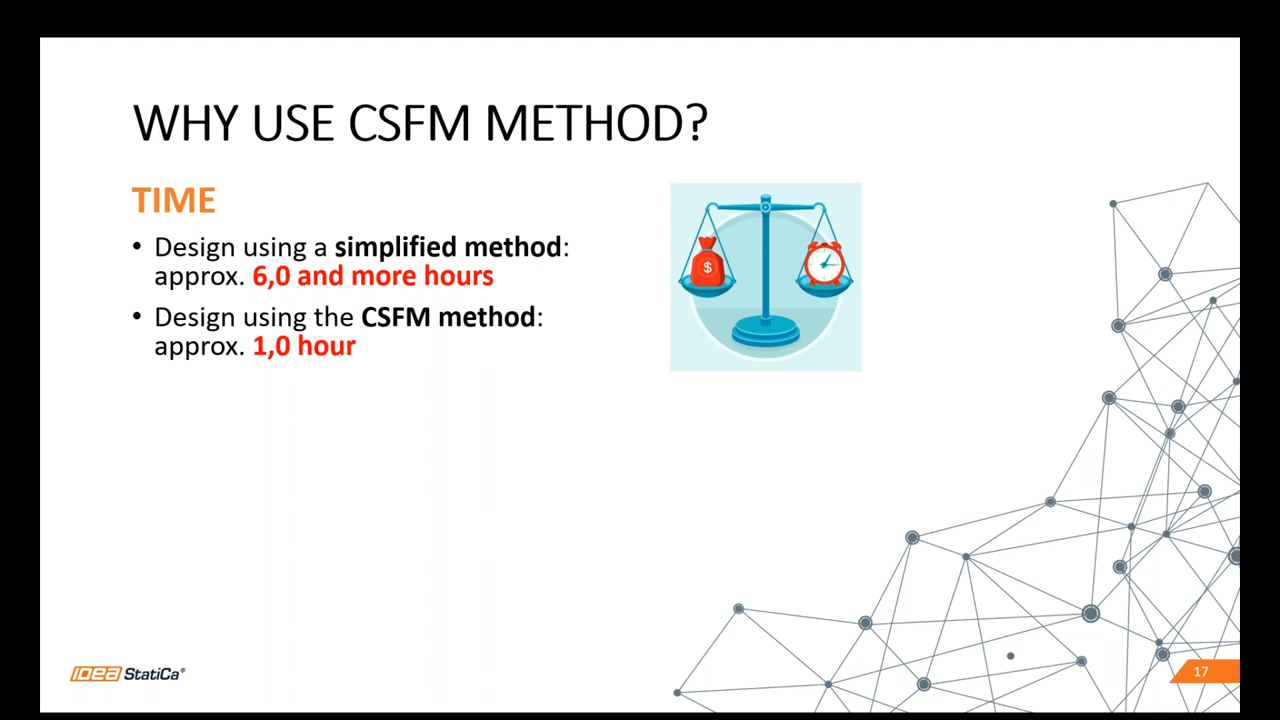 WHY USE CSFM METHOD?
TIME
• Design using a simplified method:
approx. 6,0 and more hours
• Design using the CSFM method:
approx. 1,0 hour
$
IDEA StatiCa®
17